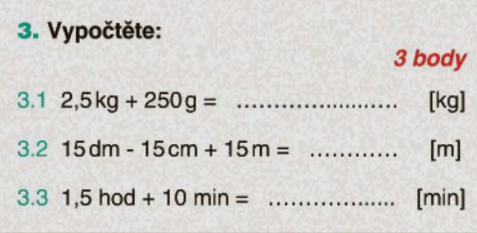 3. Vypočtěte:
3 body
3.1 2,5 kg + 250 g = .......................... [kg]
3.2 15 dm - 15 cm + 15 m = .............. [m]
3.3 1,5 hod + 10 min = .................... [min]